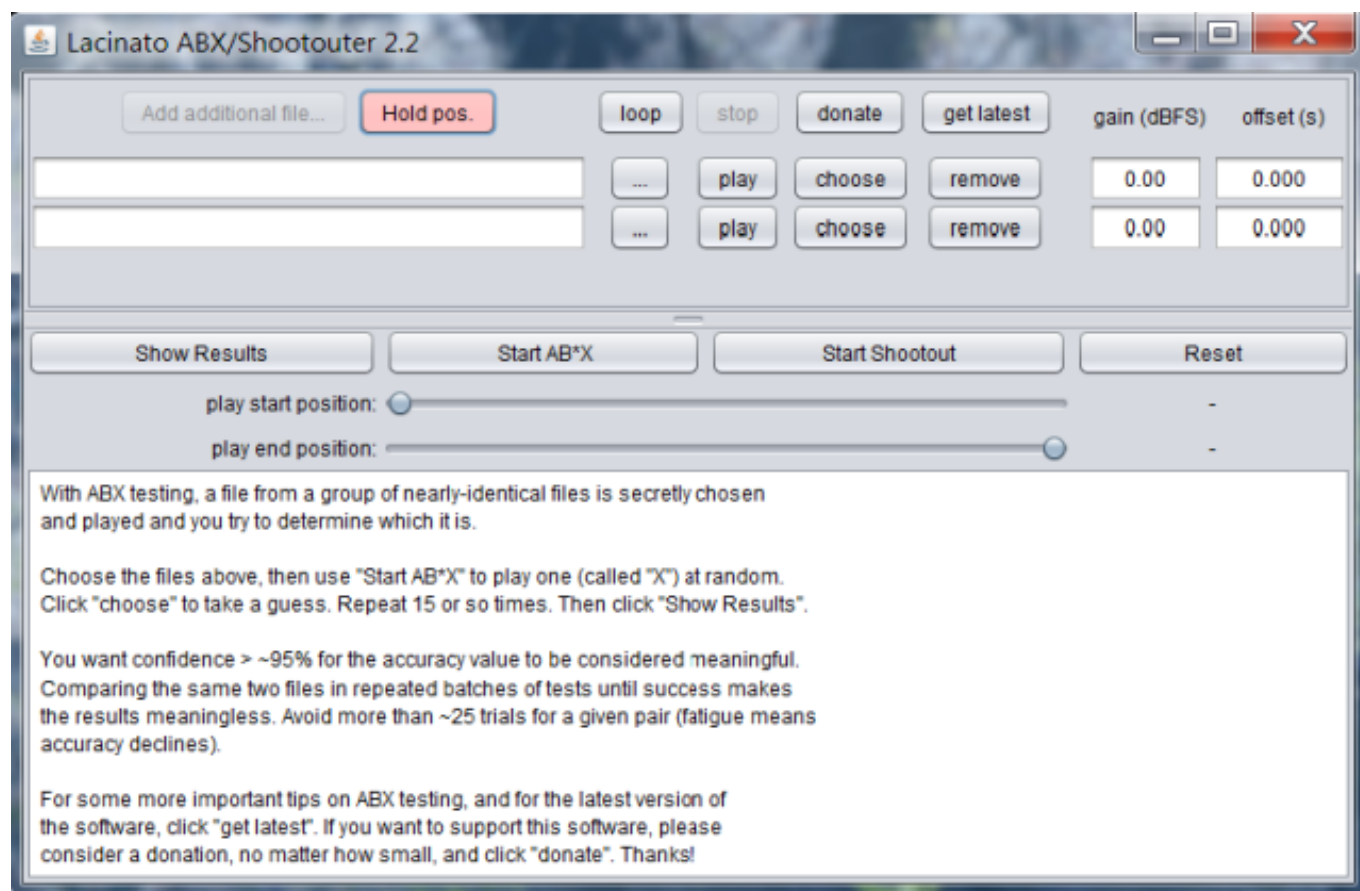 Lacinato ABX/Shootouter 2.2
Add additional file... Hold pos. loop stop donate get latest gain (dBFS) offset (s)
... play choose remove 0.00 0.000
... play choose remove 0.00 0.000
Show Results Start AB*X Start Shootout Reset
play start position: -
play end position: -
With ABX testing, a file from a group of nearly-identical files is secretly chosen
and played and you try to determine which it is.
Choose the files above, then use "Start AB*X" to play one (called "X") at random.
Click "choose" to take a guess. Repeat 15 or so times. Then click "Show Results".
You want confidence > ~95% for the accuracy value to be considered meaningful.
Comparing the same two files in repeated batches of tests until success makes
the results meaningless. Avoid more than ~25 trials for a given pair (fatigue means
accuracy declines).
For some more important tips on ABX testing, and for the latest version of
the software, click "get latest". If you want to support this software, please
consider a donation, no matter how small, and click "donate". Thanks!